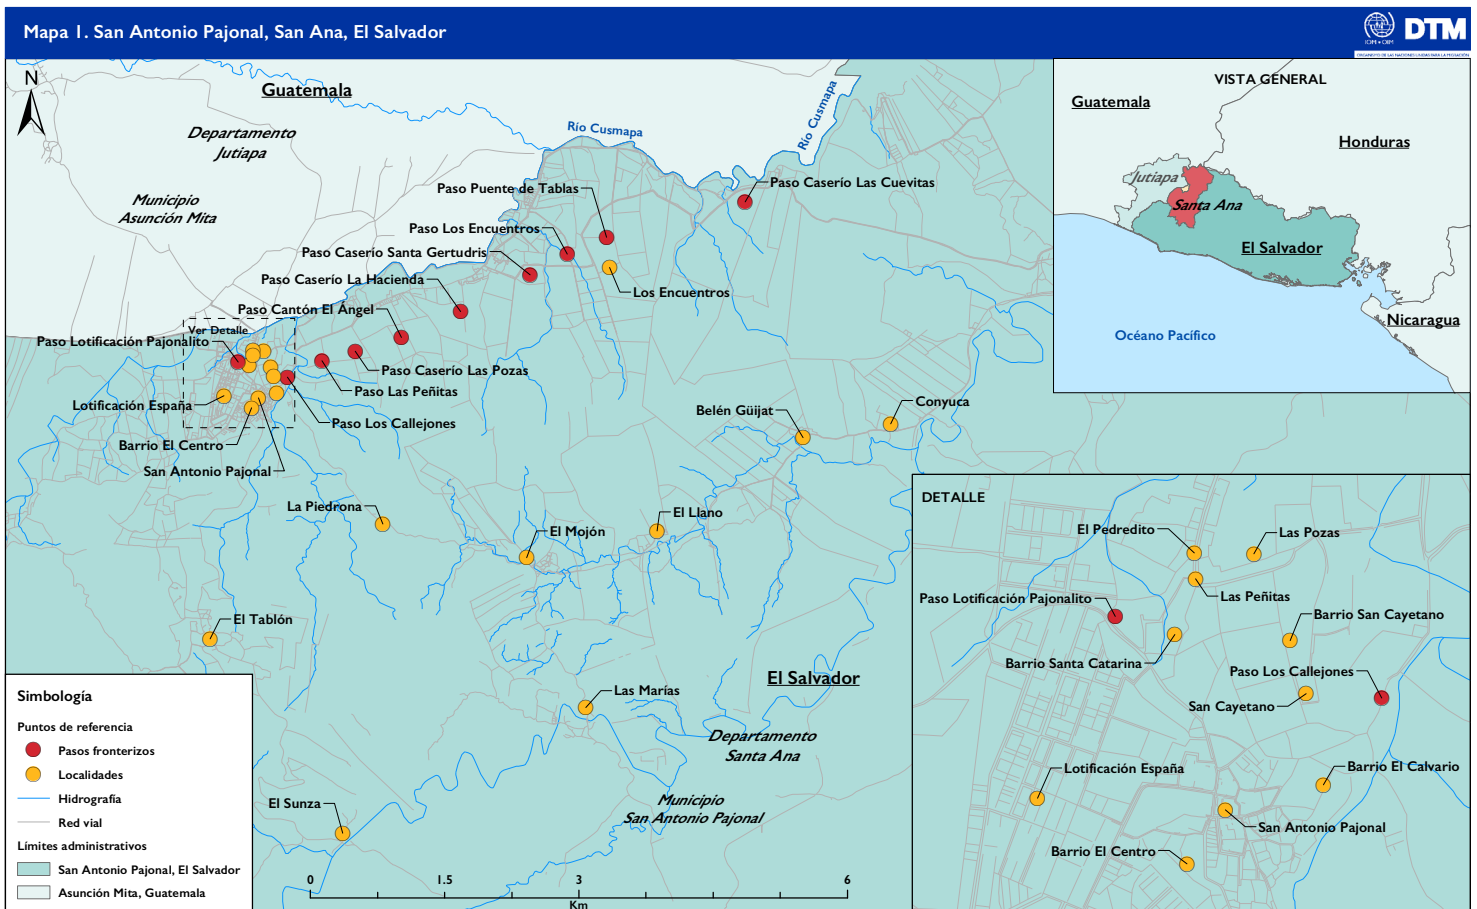 Mapa 1. San Antonio Pajonal, San Ana, El Salvador
IOM • OIM
DTM
N
Guatemala
Departamento
Jutiapa
Municipio
Asunción Mita
Río Cusmapa
Río Cusmapa
Paso Puente de Tablas
Paso Caserío Las Cuevitas
Paso Los Encuentros
Paso Caserío Santa Gertudris
Paso Caserío La Hacienda
Los Encuentros
Paso Cantón El Ángel
Ver Detalle
Paso Lotificación Pajonalito
Paso Caserío Las Pozas
Paso Las Peñitas
Lotificación España
Paso Los Callejones
Barrio El Centro
San Antonio Pajonal
Belén Güijat
Conyuca
La Piedrona
El Mojón
El Llano
El Tablón
Las Marías
El Sunza
El Salvador
Departamento
Santa Ana
Municipio
San Antonio Pajonal
VISTA GENERAL
Guatemala
Honduras
Jutiapa
Santa Ana
El Salvador
Nicaragua
Océano Pacífico
DETALLE
El Pedredito
Las Pozas
Las Peñitas
Paso Lotificación Pajonalito
Barrio San Cayetano
Barrio Santa Catarina
Paso Los Callejones
San Cayetano
Lotificación España
Barrio El Calvario
San Antonio Pajonal
Barrio El Centro
Simbología
Puntos de referencia
Pasos fronterizos
Localidades
Hidrografía
Red vial
Límites administrativos
San Antonio Pajonal, El Salvador
Asunción Mita, Guatemala
0 1.5 3 6
Km